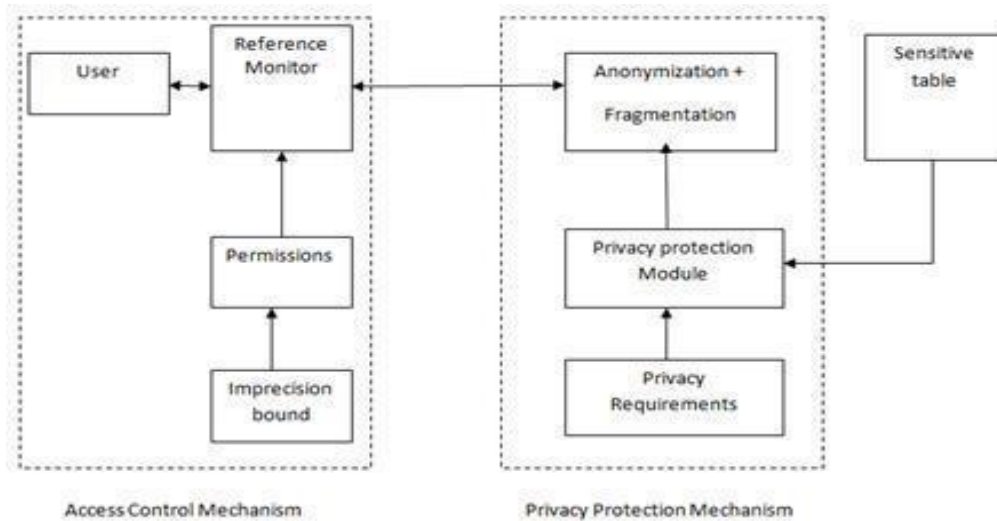 User
Reference
Monitor
Permissions
Imprecision
bound
Access Control Mechanism
Anonymization +
Fragmentation
Privacy protection
Module
Privacy
Requirements
Privacy Protection Mechanism
Sensitive
table